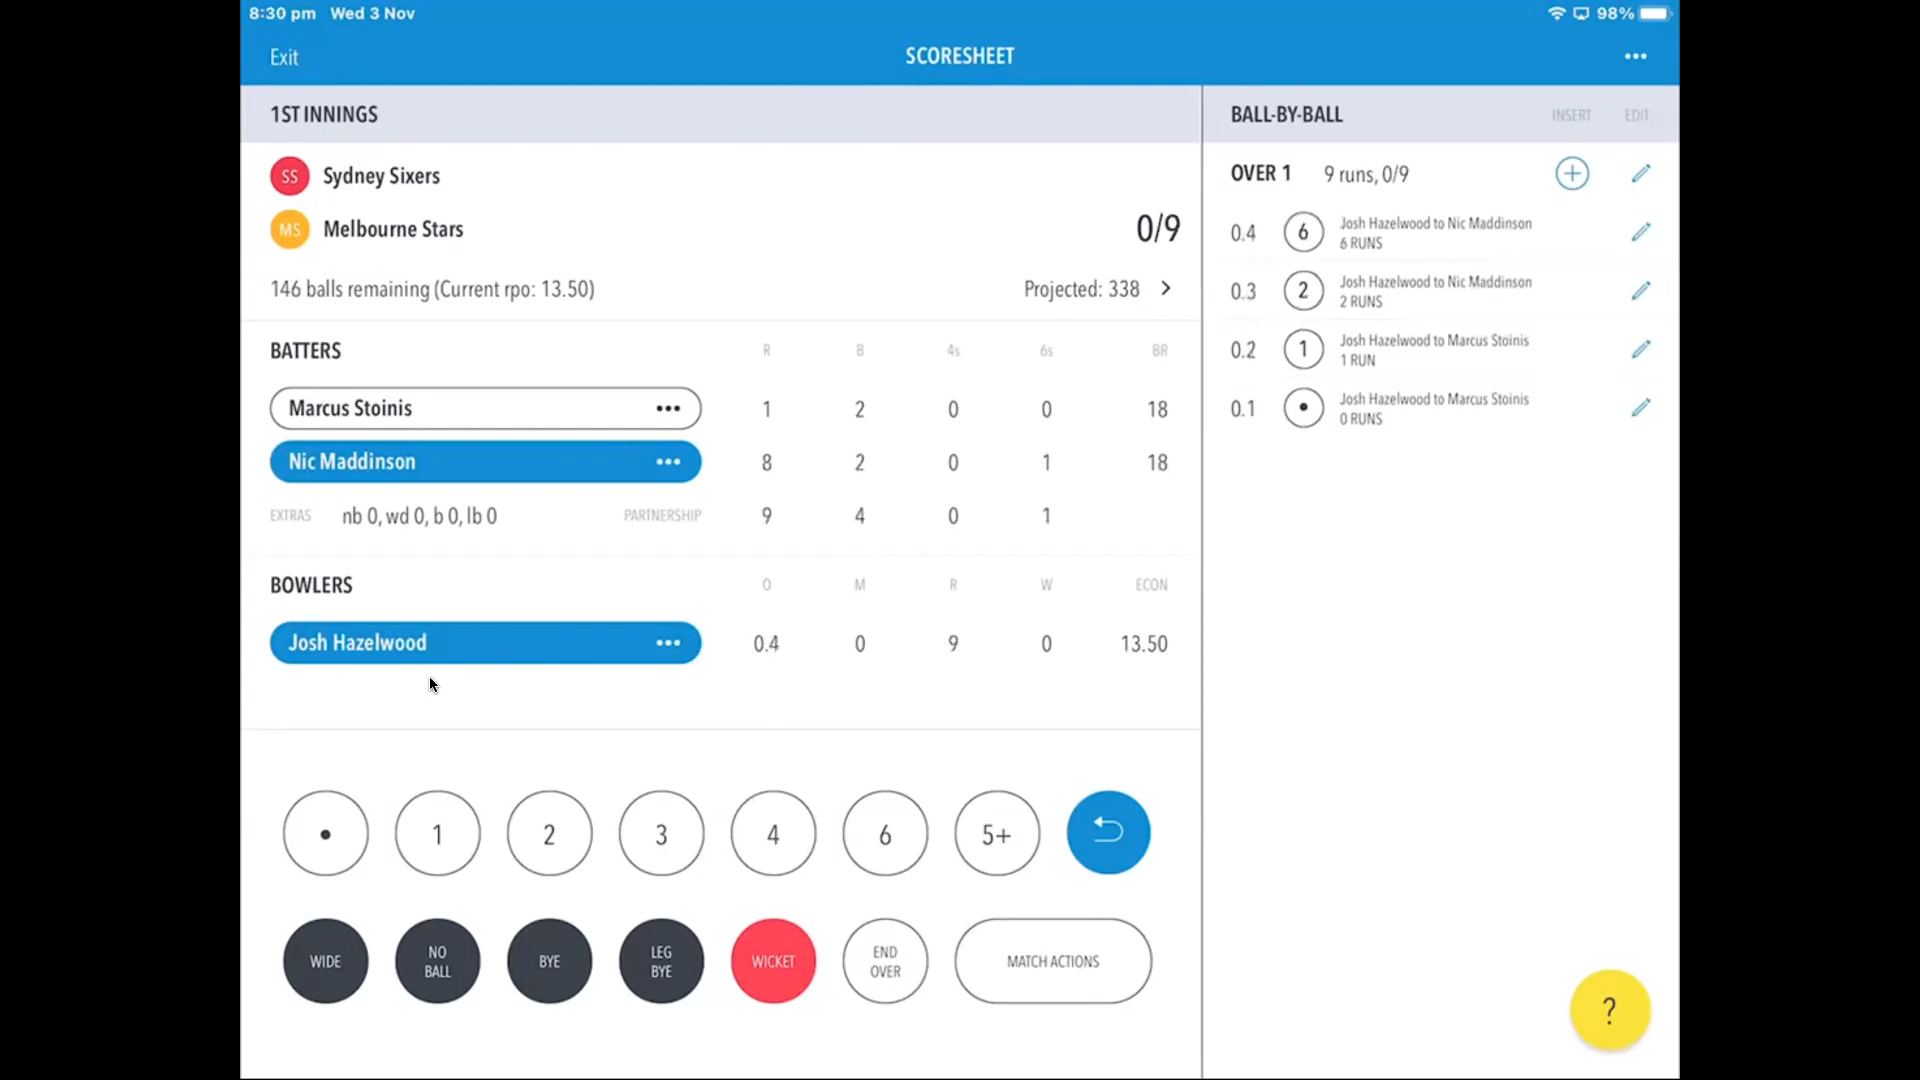 8:30 pm Wed 3 Nov
98%
Exit
SCORESHEET
•••
1ST INNINGS
SS Sydney Sixers
MS Melbourne Stars
0/9
146 balls remaining (Current rpo: 13.50)
Projected: 338 >
BATTERS R B 4s 6s BR
Marcus Stoinis ••• 1 2 0 0 18
Nic Maddinson ••• 8 2 0 1 18
EXTRAS nb 0, wd 0, b 0, lb 0 PARTNERSHIP 9 4 0 1
BOWLERS O M R W ECON
Josh Hazelwood ••• 0.4 0 9 0 13.50
• 1 2 3 4 6 5+
WIDE
NO
BALL
BYE
LEG
BYE
WICKET
END
OVER
MATCH ACTIONS
BALL-BY-BALL INSERT EDIT
OVER 1 9 runs, 0/9
0.4 6 Josh Hazelwood to Nic Maddinson
6 RUNS
0.3 2 Josh Hazelwood to Nic Maddinson
2 RUNS
0.2 1 Josh Hazelwood to Marcus Stoinis
1 RUN
0.1 • Josh Hazelwood to Marcus Stoinis
0 RUNS
?